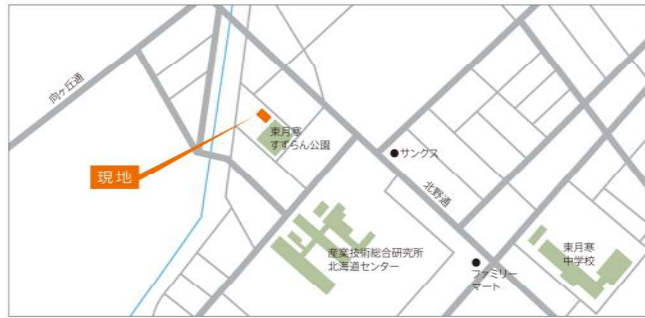 向ヶ丘通
現地
東月寒
すずらん公園
サンクス
北野通
産業技術総合研究所
北海道センター
ファミリー
マート
東月寒
中学校